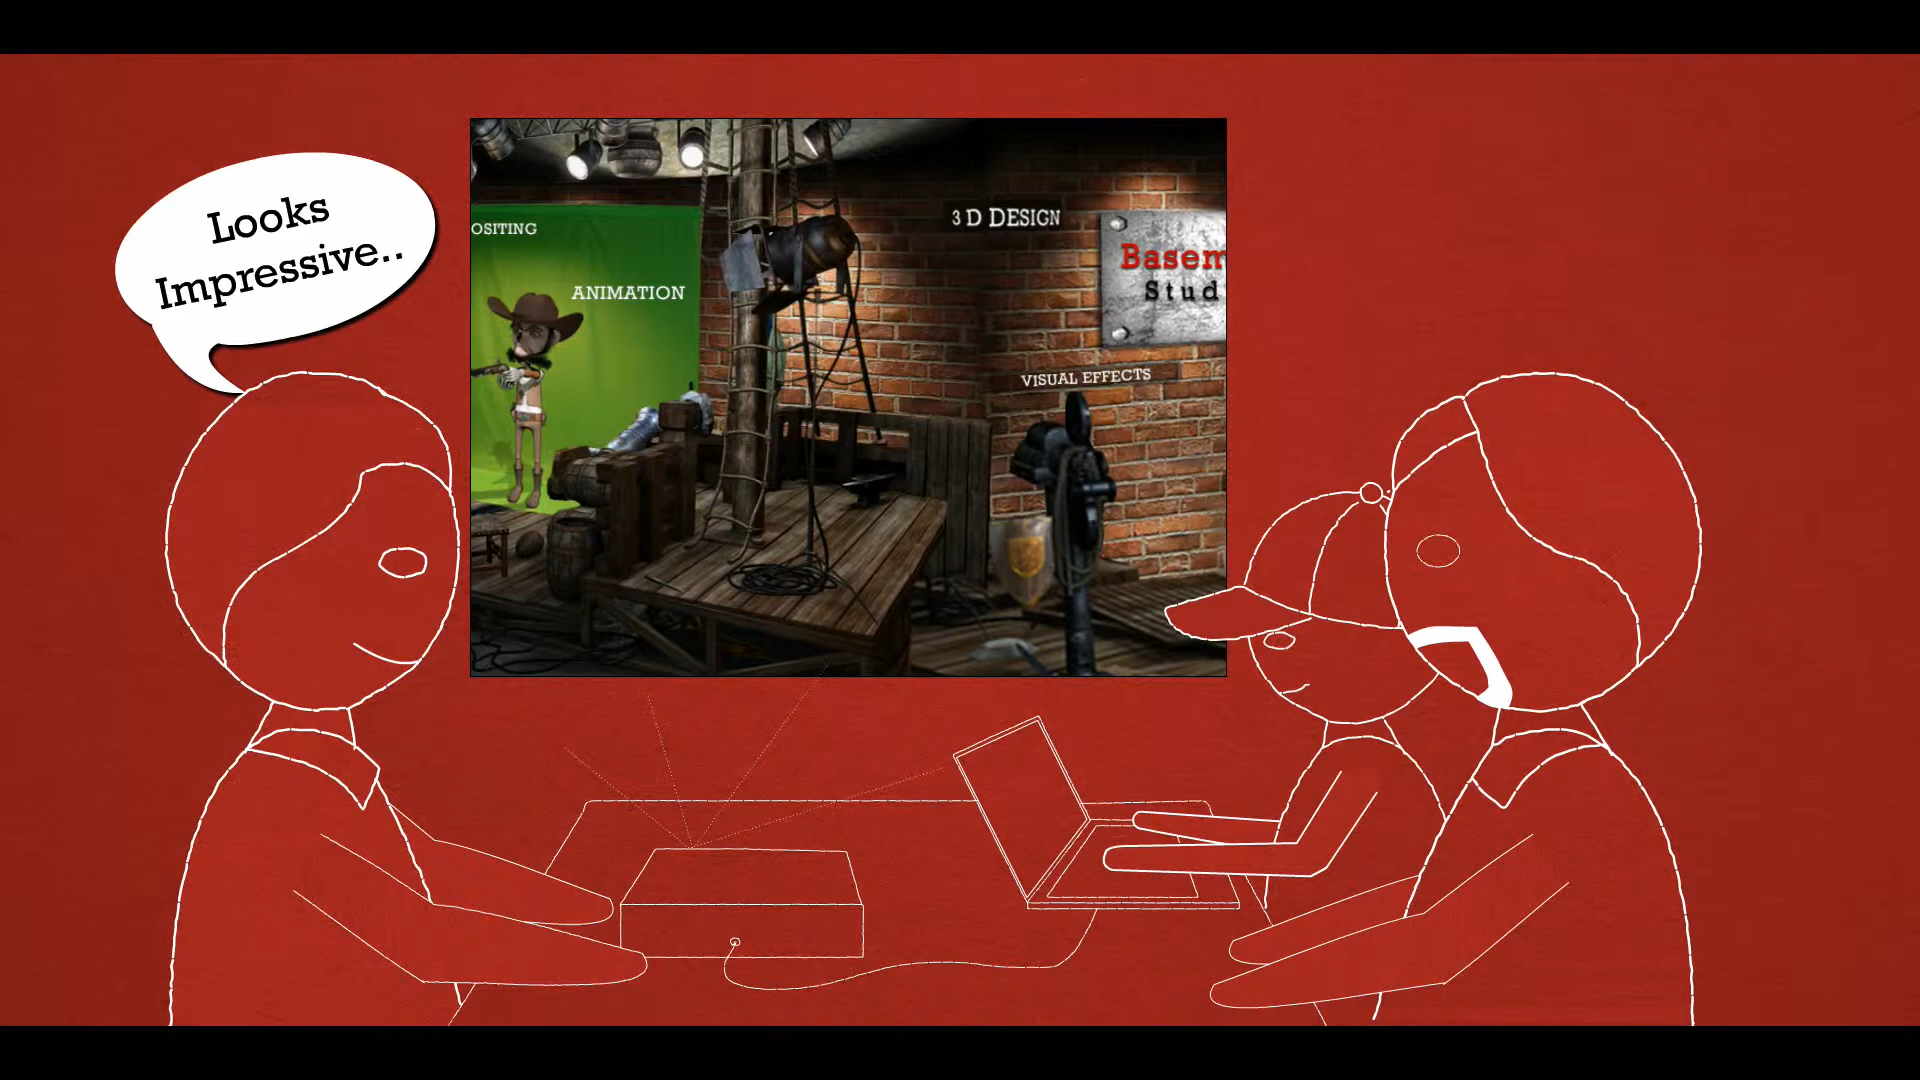 Looks
Impressive..
OSITING
ANIMATION
3 D DESIGN
Basem
Stud
VISUAL EFFECTS